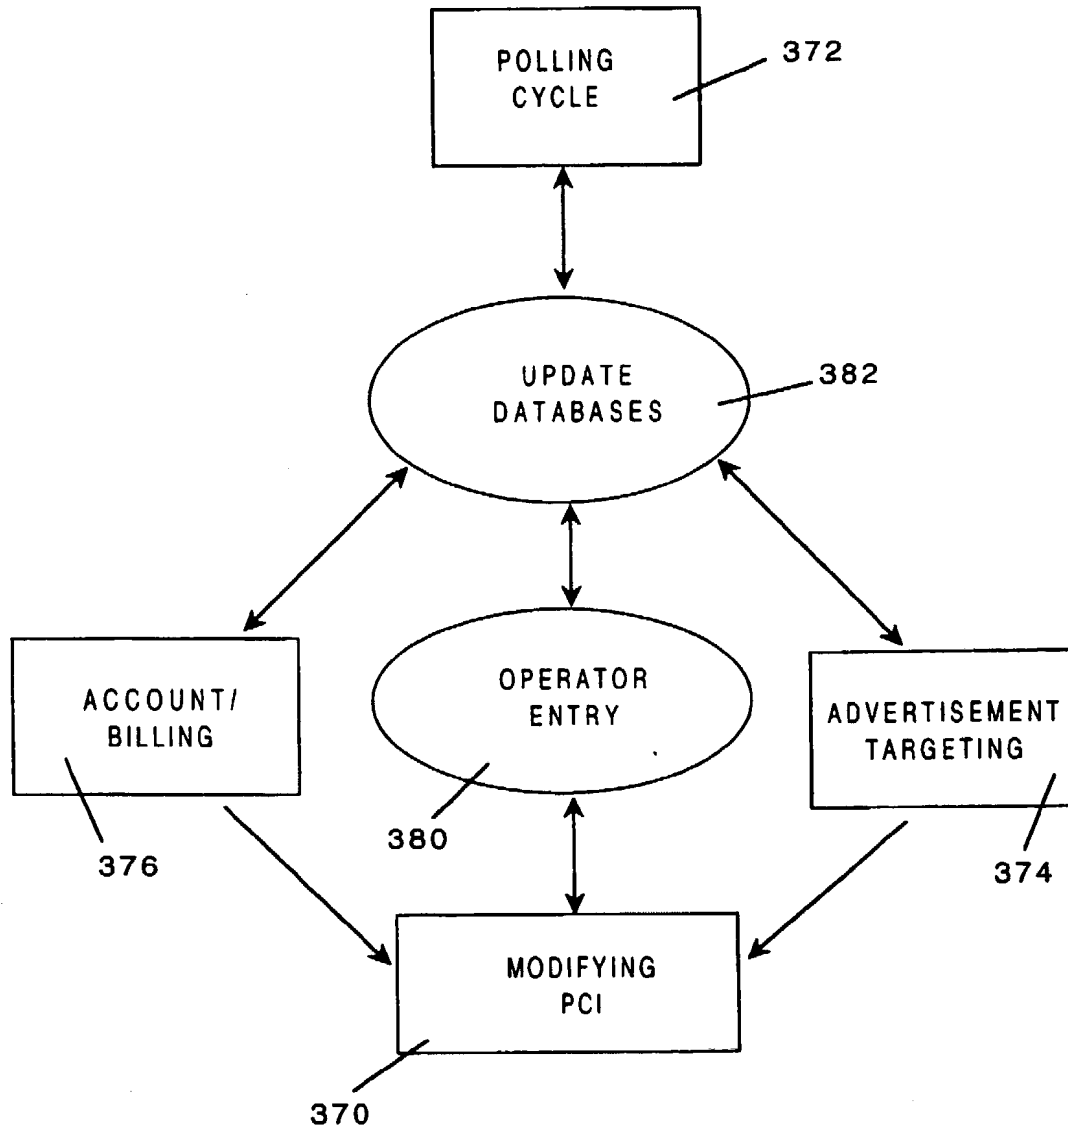 POLLING
CYCLE
372
UPDATE
DATABASES
382
ACCOUNT/
BILLING
376
OPERATOR
ENTRY
380
ADVERTISEMENT
TARGETING
374
MODIFYING
PCI
370